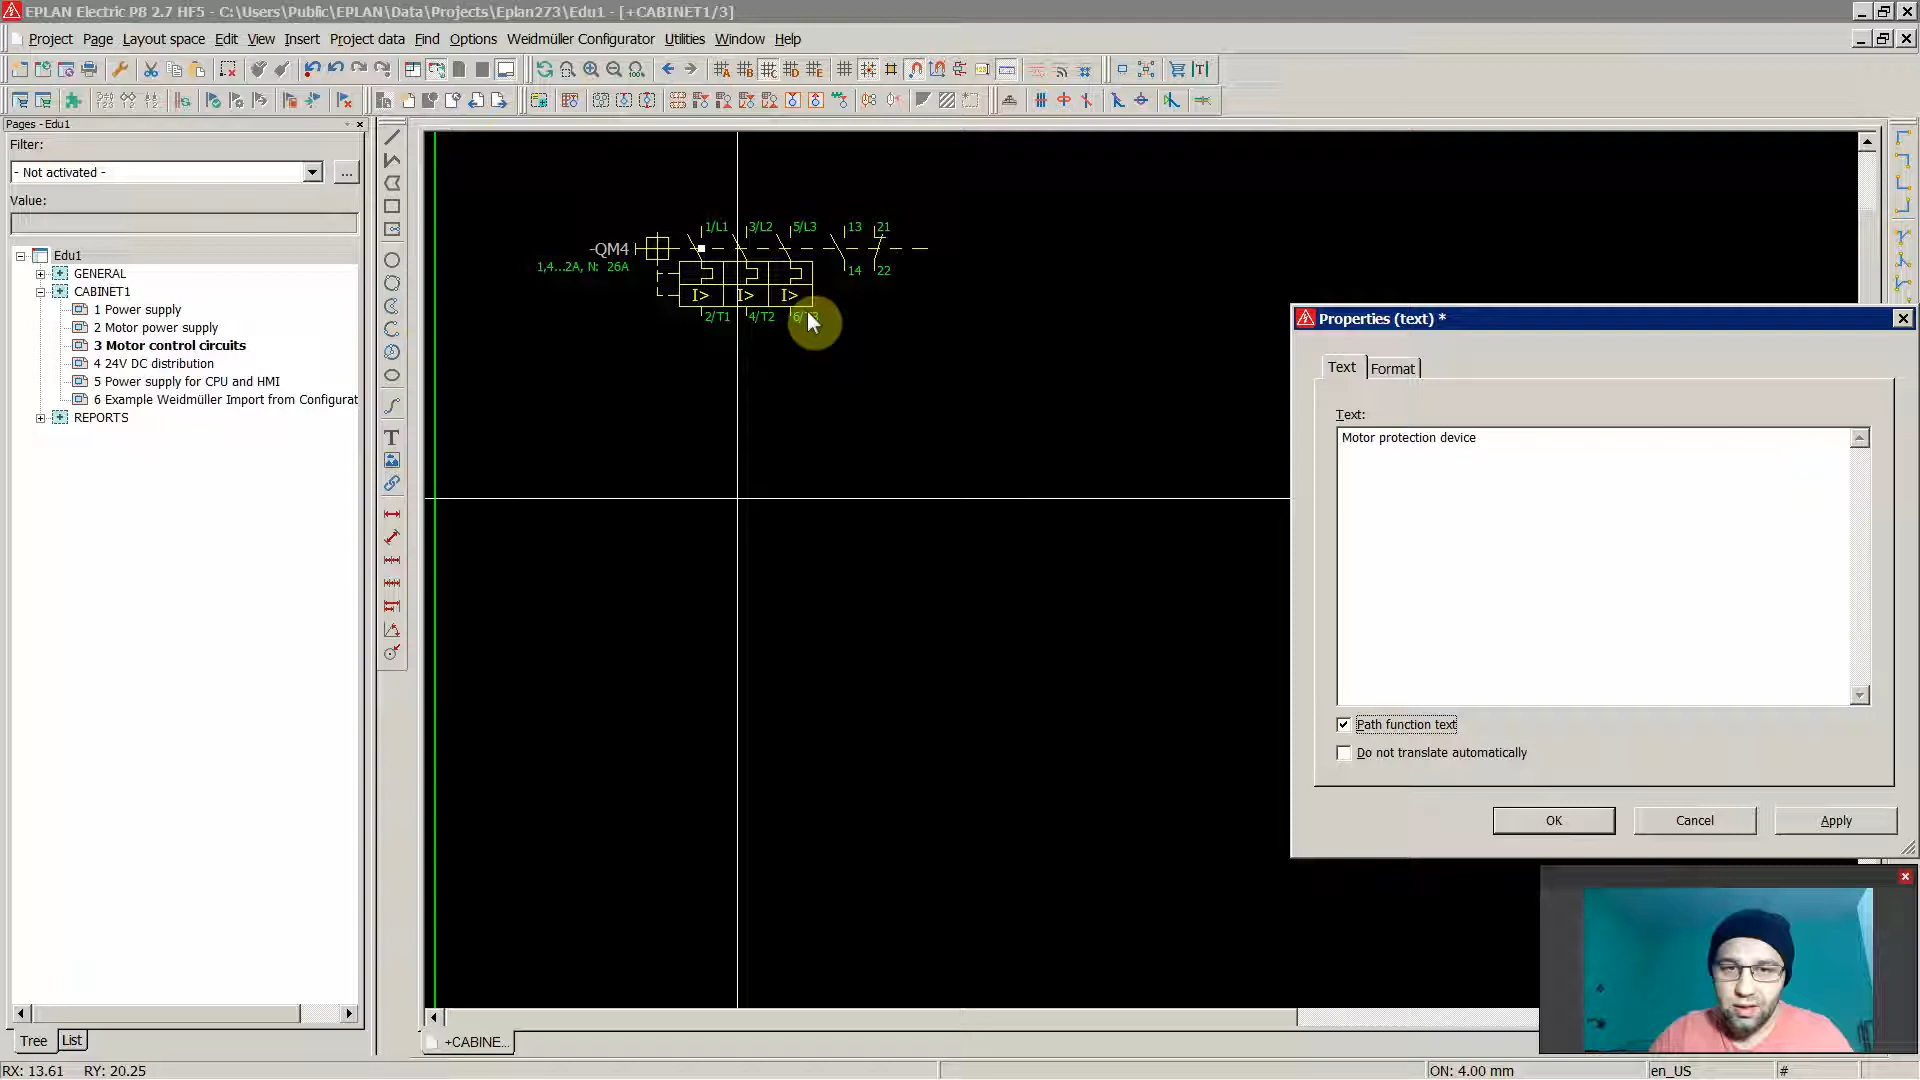 EPLAN Electric P8 2.7 HF5 - C:\Users\Public\EPLAN\Data\Projects\Eplan273\Edu1 - [+CABINET1/3]
Project Page Layout space Edit View Insert Project data Find Options Weidmüller Configurator Utilities Window Help
Pages - Edu1
Filter:
- Not activated -
...
Value:
Edu1
GENERAL
CABINET1
1 Power supply
2 Motor power supply
3 Motor control circuits
4 24V DC distribution
5 Power supply for CPU and HMI
6 Example Weidmüller Import from Configurat
REPORTS
Tree List
-QM4
1,4...2A, N: 26A
1/L1 3/L2 5/L3 13 21
14 22
I> I> I>
2/T1 4/T2
Properties (text) *
Text Format
Text:
Motor protection device
Path function text
Do not translate automatically
OK Cancel Apply
+CABINE...
RX: 13.61 RY: 20.25
ON: 4.00 mm
en_US
#